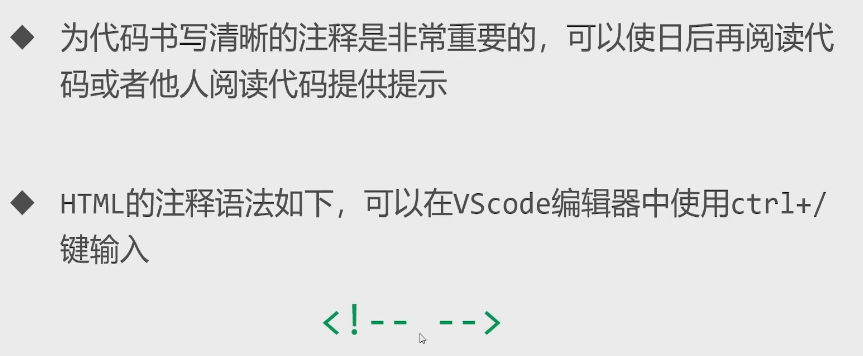 ◆ 为代码书写清晰的注释是非常重要的，可以使日后再阅读代
码或者他人阅读代码提供提示
◆ HTML的注释语法如下，可以在VScode编辑器中使用ctrl+/
键输入
<!-- -->